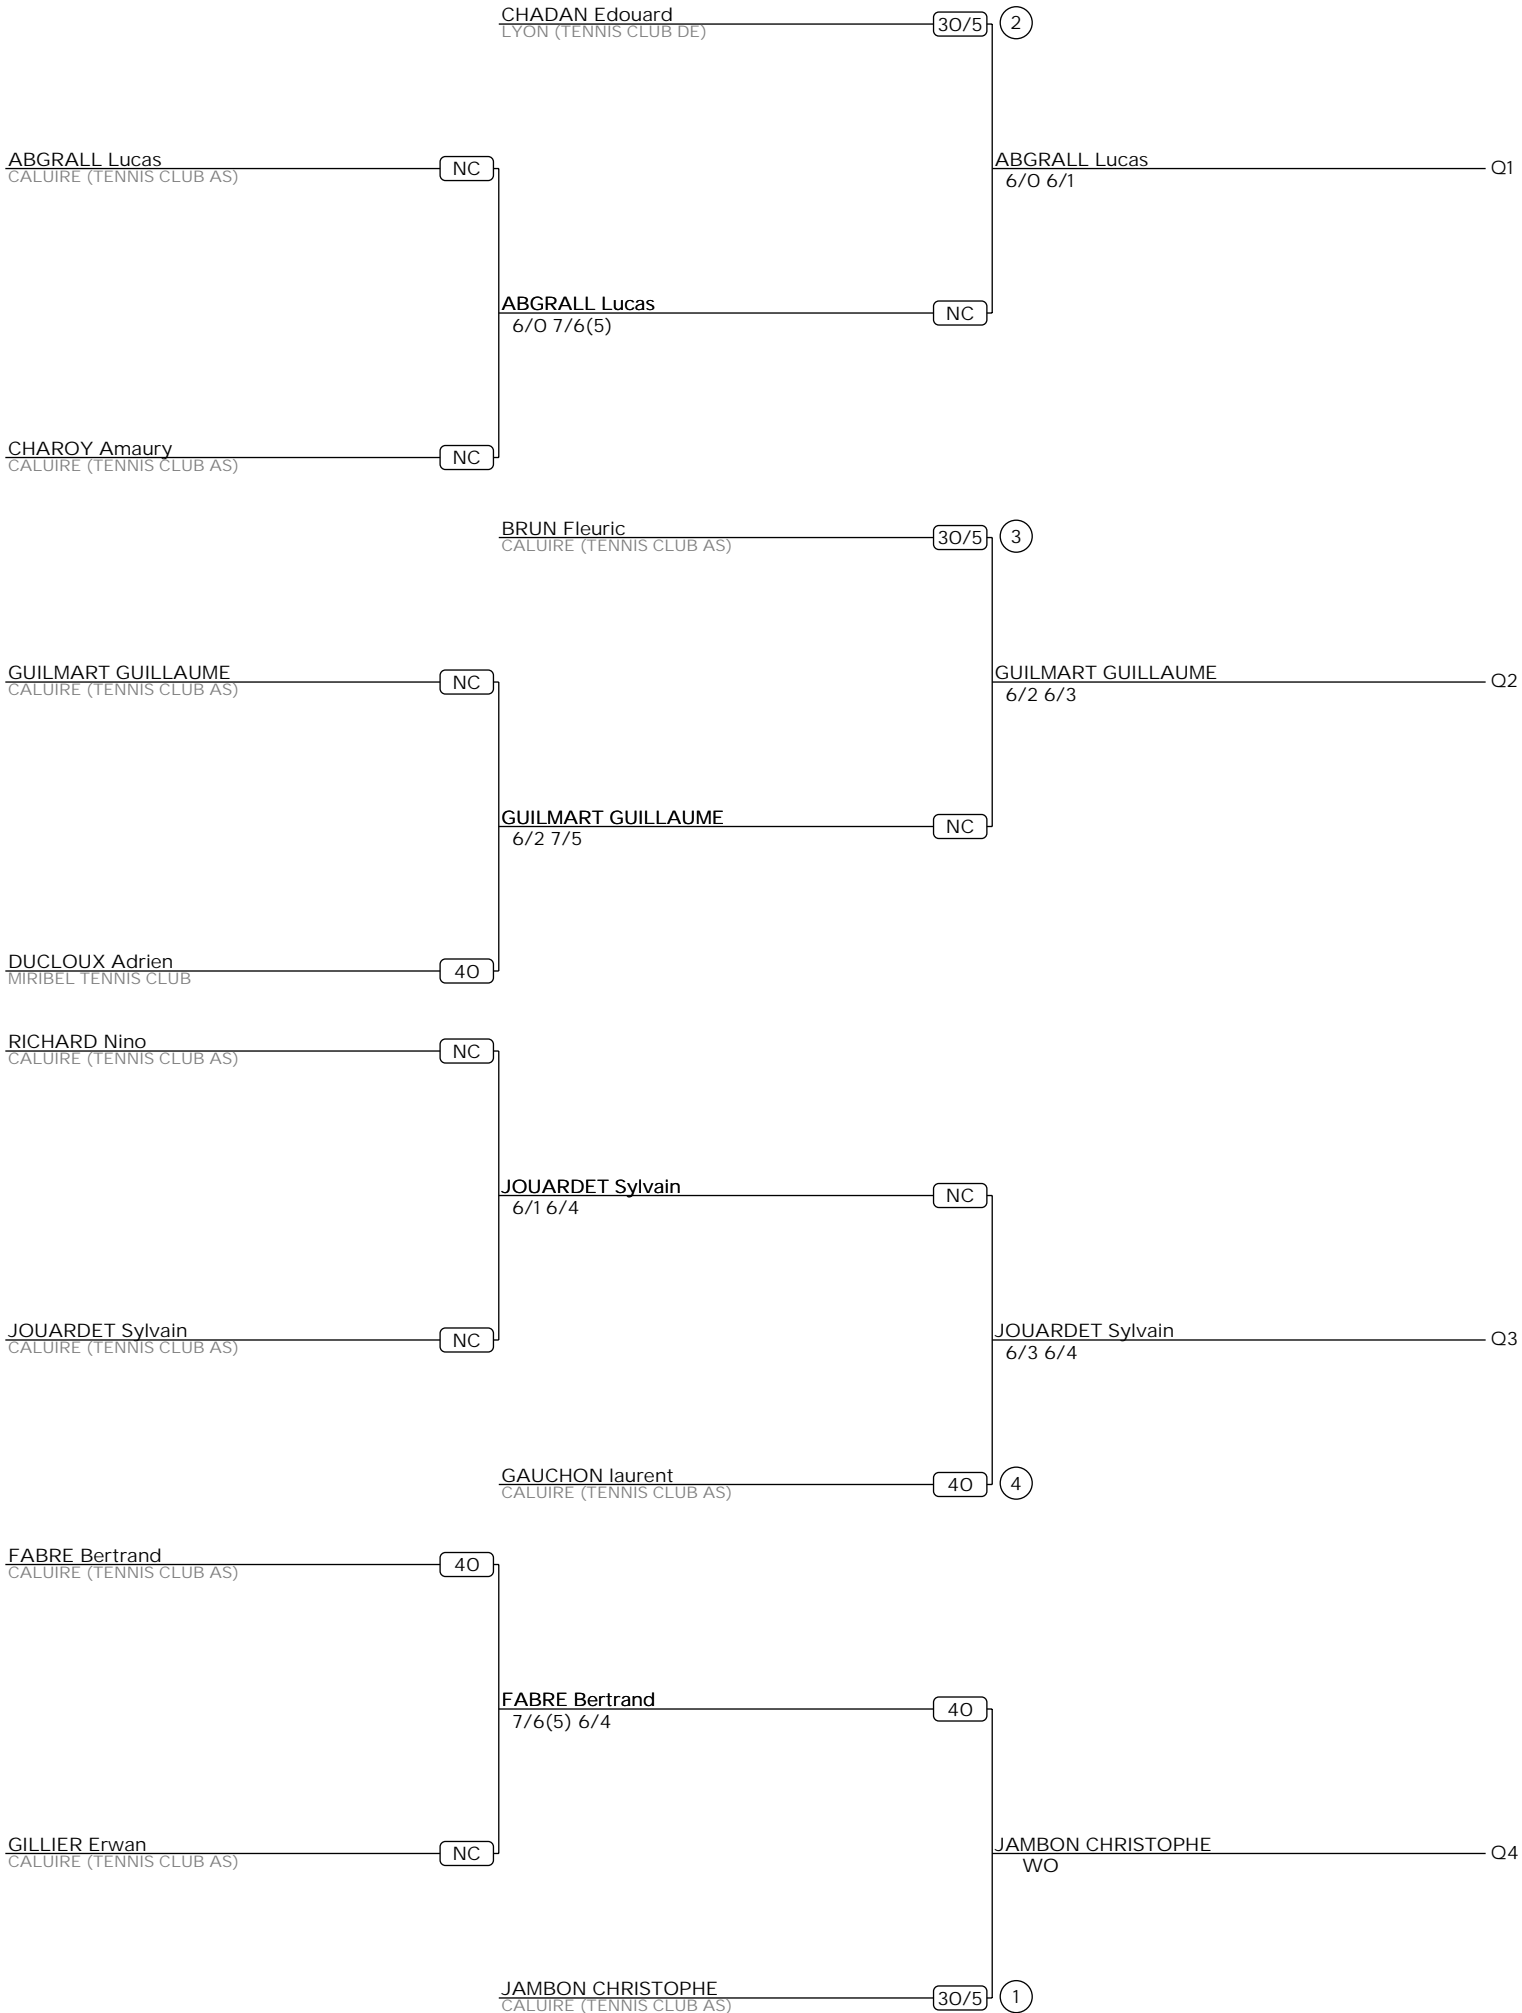 CHADAN Edouard
LYON (TENNIS CLUB DE)
30/5
2
ABGRALL Lucas
CALUIRE (TENNIS CLUB AS)
NC
ABGRALL Lucas
6/0 6/1
Q1
ABGRALL Lucas
6/0 7/6(5)
NC
CHAROY Amaury
CALUIRE (TENNIS CLUB AS)
NC
BRUN Fleuric
CALUIRE (TENNIS CLUB AS)
30/5
3
GUILMART GUILLAUME
CALUIRE (TENNIS CLUB AS)
NC
GUILMART GUILLAUME
6/2 6/3
Q2
GUILMART GUILLAUME
6/2 7/5
NC
DUCLOUX Adrien
MIRIBEL TENNIS CLUB
40
RICHARD Nino
CALUIRE (TENNIS CLUB AS)
NC
JOUARDET Sylvain
6/1 6/4
NC
JOUARDET Sylvain
CALUIRE (TENNIS CLUB AS)
NC
JOUARDET Sylvain
6/3 6/4
Q3
GAUCHON laurent
CALUIRE (TENNIS CLUB AS)
40
4
FABRE Bertrand
CALUIRE (TENNIS CLUB AS)
40
FABRE Bertrand
7/6(5) 6/4
40
GILLIER Erwan
CALUIRE (TENNIS CLUB AS)
NC
JAMBON CHRISTOPHE
WO
Q4
JAMBON CHRISTOPHE
CALUIRE (TENNIS CLUB AS)
30/5
1